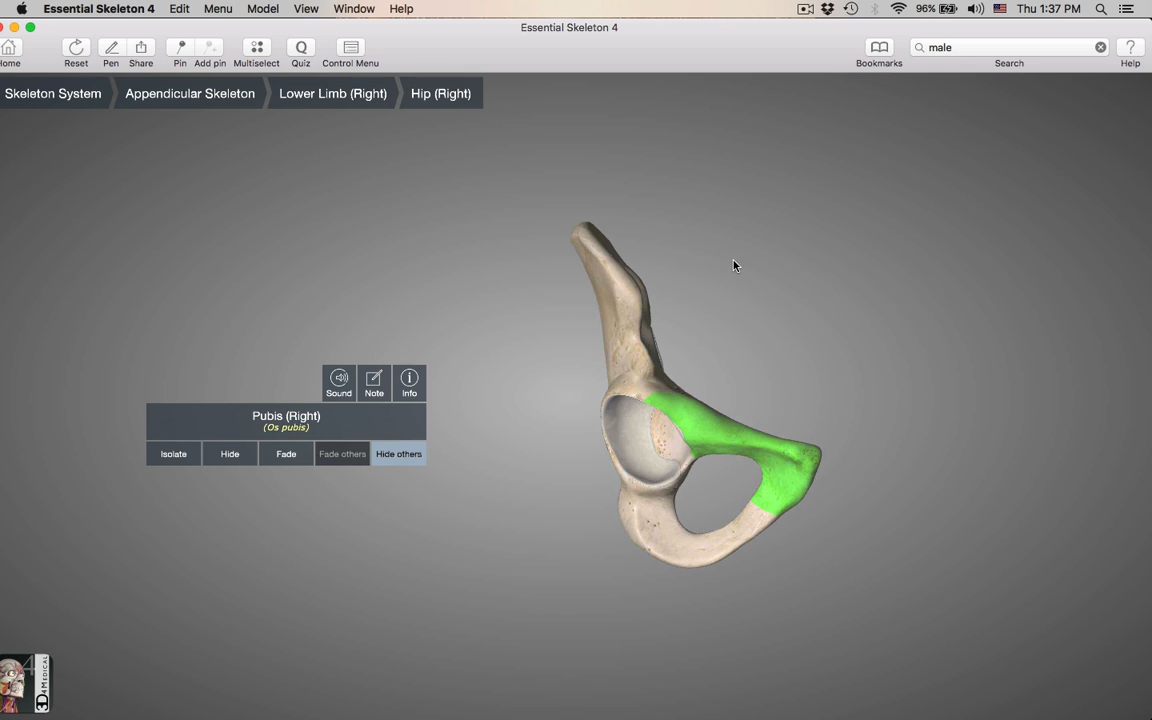 Essential Skeleton 4 Edit Menu Model View Window Help 96% Thu 1:37 PM
Essential Skeleton 4
Home Reset Pen Share Pin Add pin Multiselect Q Quiz Control Menu Bookmarks male Search ? Help
Skeleton System Appendicular Skeleton Lower Limb (Right) Hip (Right)
Sound Note Info
Pubis (Right)
(Os pubis)
Isolate Hide Fade Fade others Hide others
4
3D4MEDICAL